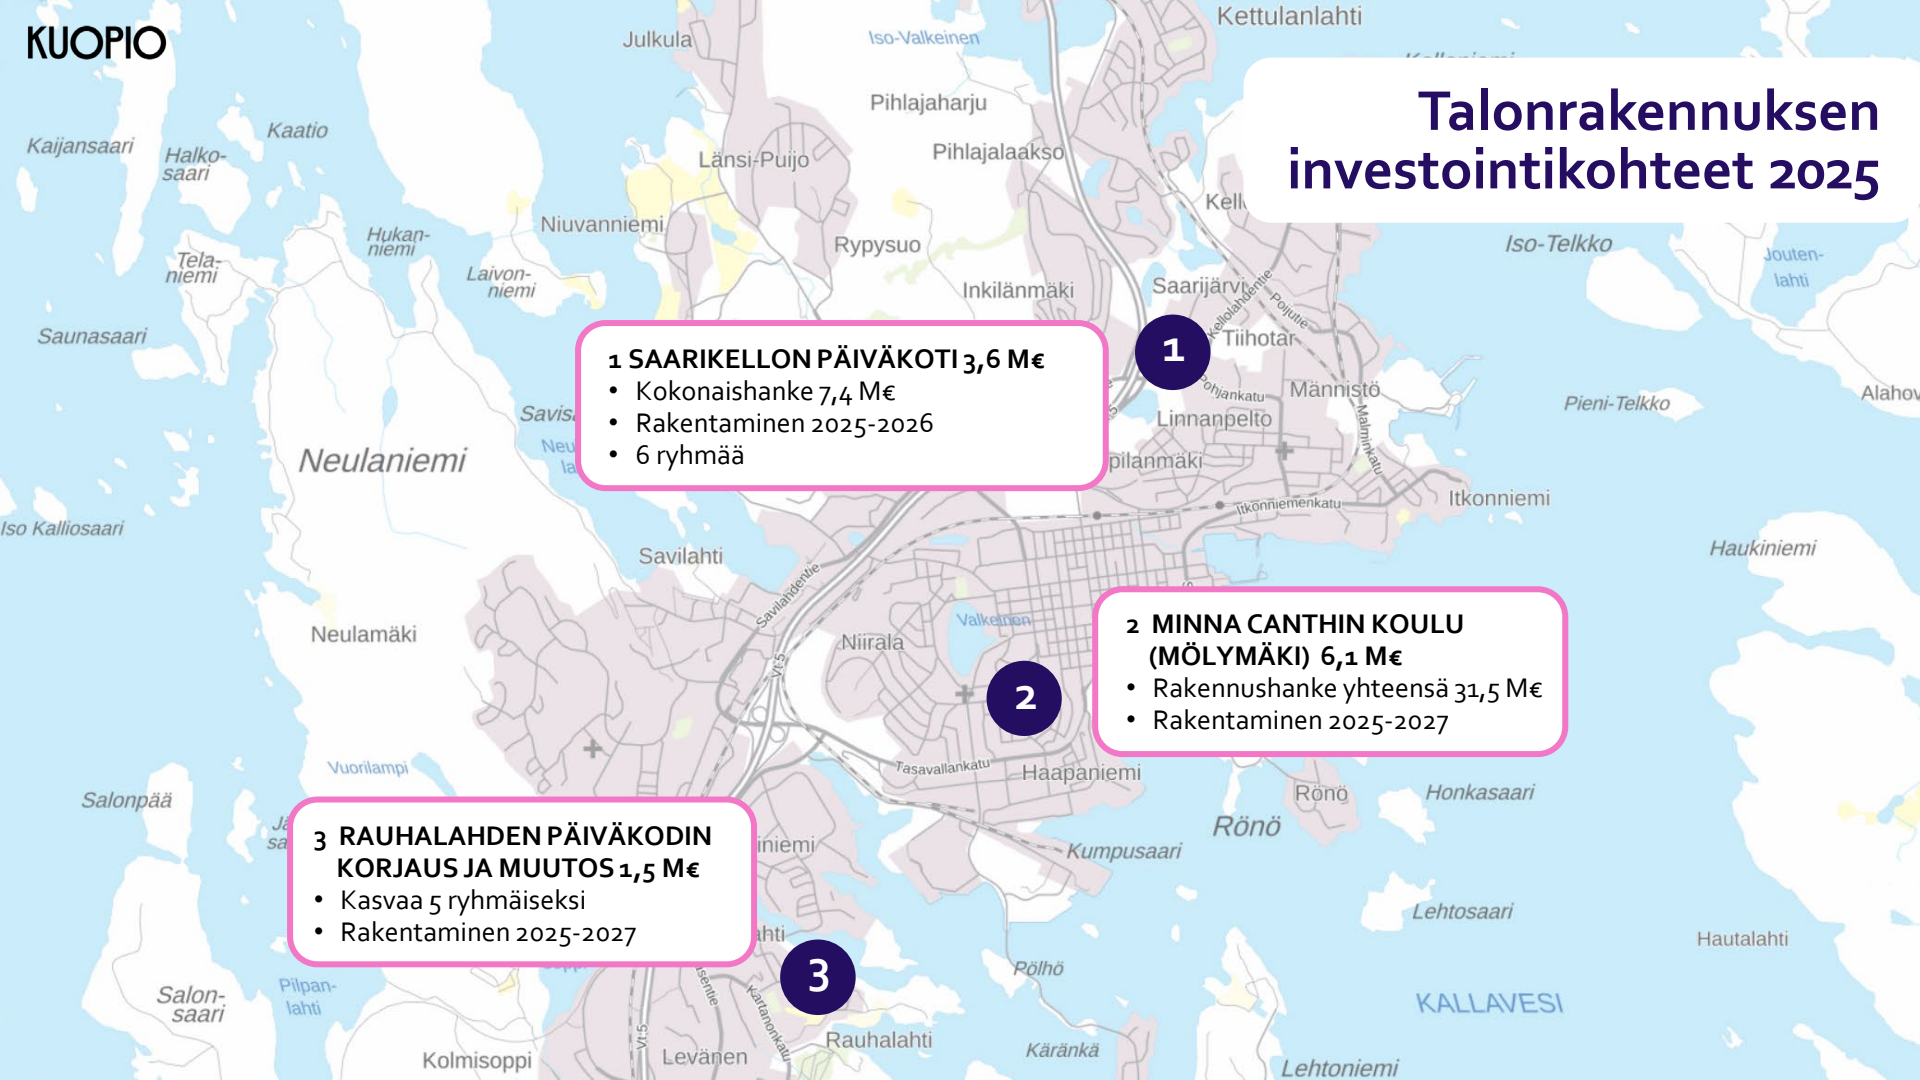 KUOPIO
Talonrakennuksen
investointikohteet 2025
Kettulanlahti
Julkula
Iso-Valkeinen
Pihlajaharju
Kaatio
Kaijansaari
Halko-
saari
Länsi-Puijo
Pihlajalaakso
Niuvanniemi
Hukan-
niemi
Rypysuo
Iso-Telkko
Jouten-
lahti
Tela-
niemi
Laivon-
niemi
Inkilänmäki
Saarijärvi
Kellolahdentie
Poijutie
Saunasaari
Tiihotar
1
1 SAARIKELLON PÄIVÄKOTI 3,6 M€
• Kokonaishanke 7,4 M€
• Rakentaminen 2025-2026
• 6 ryhmää
Pohjankatu
Männistö
Pieni-Telkko
Linnanpelto
Malminkatu
Neulaniemi
Itkonniemi
Itkonniemenkatu
Iso Kalliosaari
Haukiniemi
Savilahti
Savilahdentie
Valkeinen
Neulamäki
Niirala
Vt 5
2
2 MINNA CANTHIN KOULU
(MÖLYMÄKI) 6,1 M€
• Rakennushanke yhteensä 31,5 M€
• Rakentaminen 2025-2027
Vuorilampi
Tasavallankatu
Haapaniemi
Salonpää
Rönö
Honkasaari
Rönö
Kumpusaari
3 RAUHALAHDEN PÄIVÄKODIN
KORJAUS JA MUUTOS 1,5 M€
• Kasvaa 5 ryhmäiseksi
• Rakentaminen 2025-2027
Lehtosaari
Hautalahti
3
Pölhö
Pilpan-
lahti
Salon-
saari
Kartanonkatu
KALLAVESI
Vt 5
Rauhalahti
Käränkä
Kolmisoppi
Levänen
Lehtoniemi